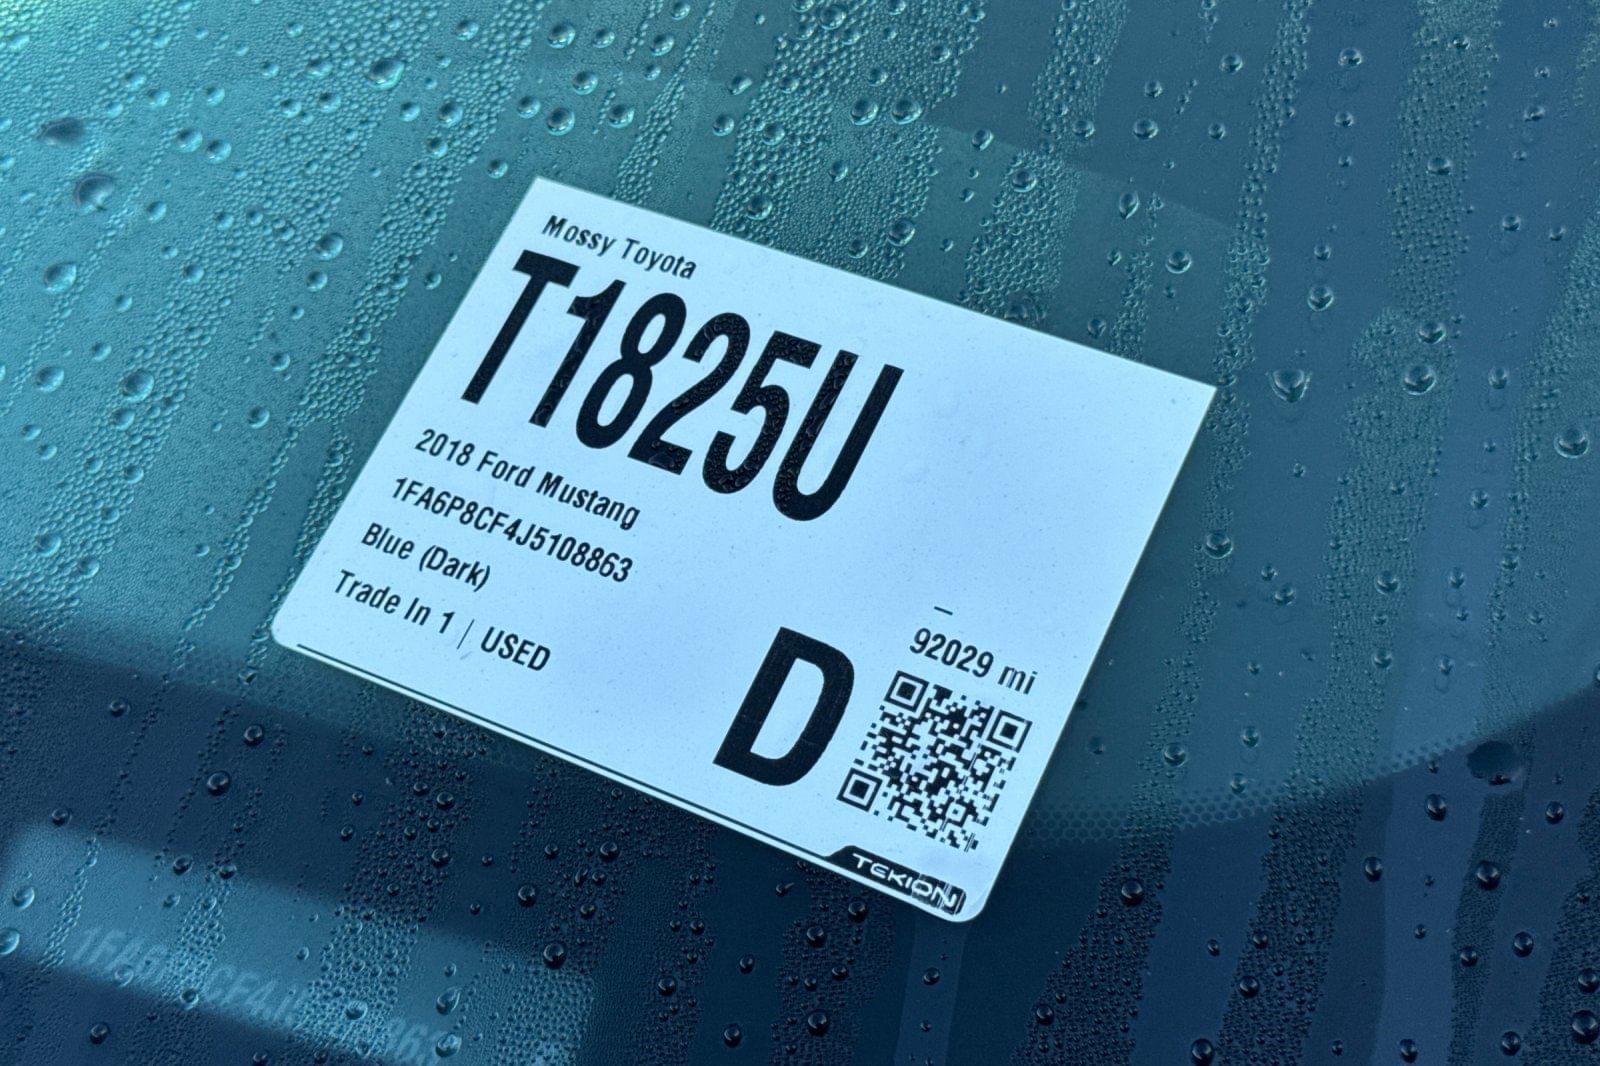 Mossy Toyota
T1825U
2018 Ford Mustang
1FA6P8CF4J5108863
Blue (Dark)
Trade In 1 | USED
–
92029 mi
D
TEKION